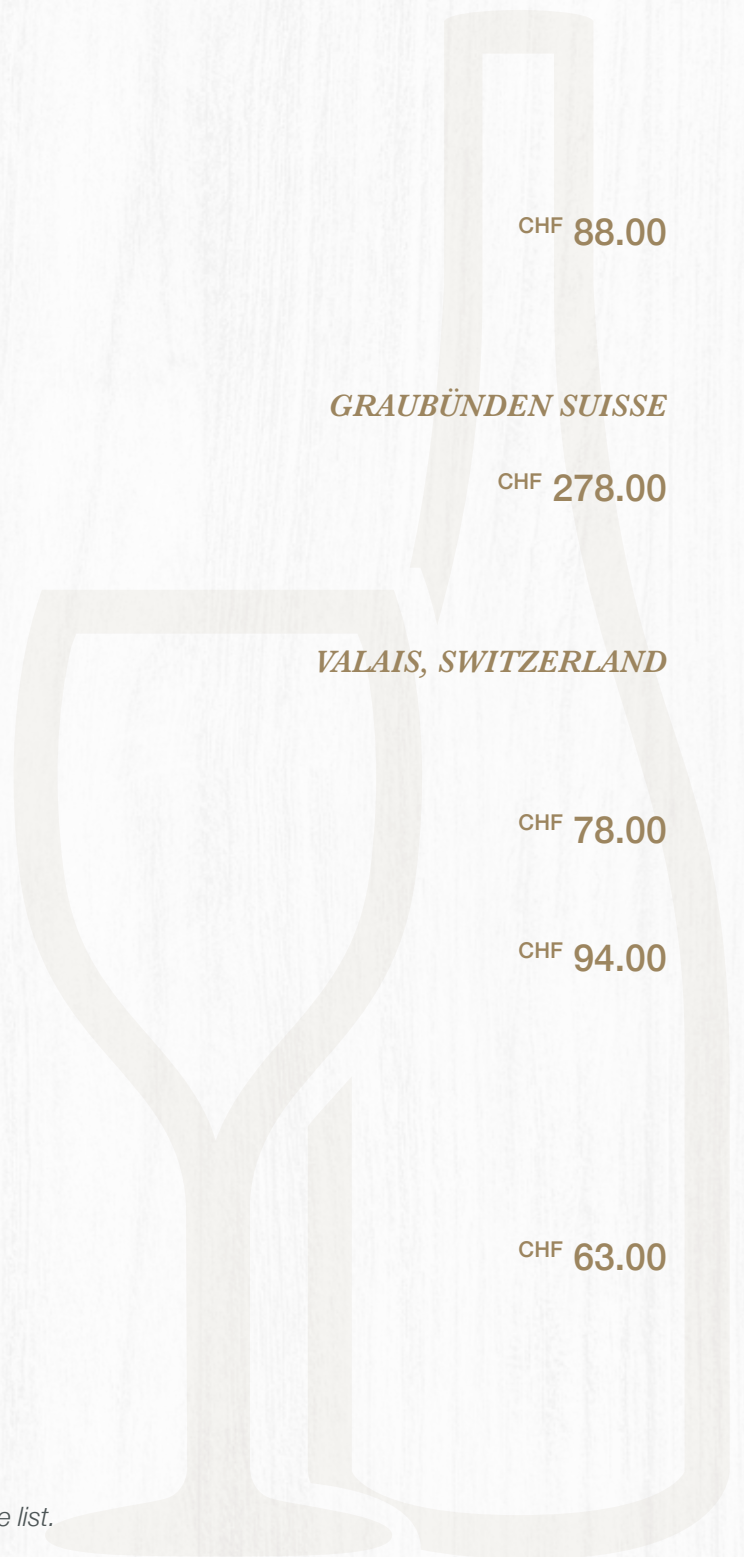 CHF 88.00
GRAUBÜNDEN SUISSE
CHF 278.00
VALAIS, SWITZERLAND
CHF 78.00
CHF 94.00
CHF 63.00
e list.